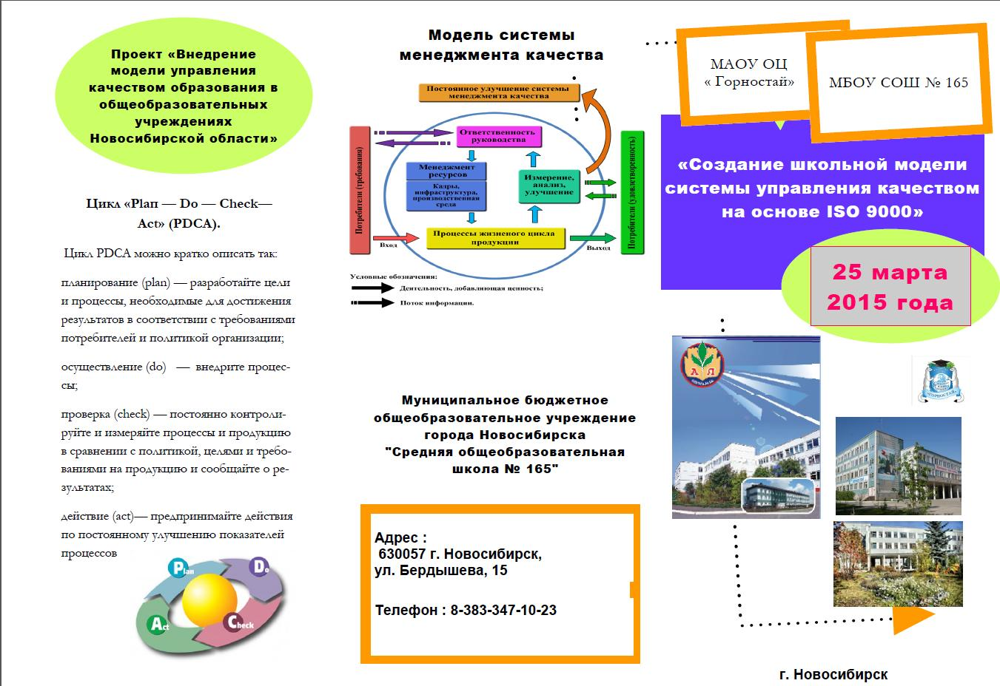 Проект «Внедрение
модели управления
качеством образования в
общеобразовательных
учреждениях
Новосибирской области»
Цикл «Plan — Do — Check—
Act» (PDCA).
Цикл PDCA можно кратко описать так:
планирование (plan) — разработайте цели
и процессы, необходимые для достижения
результатов в соответствии с требованиями
потребителей и политикой организации;
осуществление (do) — внедрите процес-
сы;
проверка (check) — постоянно контроли-
руйте и измеряйте процессы и продукцию
в сравнении с политикой, целями и требо-
ваниями на продукцию и сообщайте о ре-
зультатах;
действие (act)— предпринимайте действия
по постоянному улучшению показателей
процессов
Plan
Do
Act
Check
Модель системы
менеджмента качества
Постоянное улучшение системы
менеджмента качества
Потребители (требования)
Ответственность
руководства
Менеджмент
ресурсов
Кадры,
инфраструктура,
производственная
среда
Измерение,
анализ,
улучшение
Потребители (удовлетворенность)
Процессы жизненого цикла
продукции
Вход
Выход
Условные обозначения:
Деятельность, добавляющая ценность;
Поток информации.
Муниципальное бюджетное
общеобразовательное учреждение
города Новосибирска
"Средняя общеобразовательная
школа № 165"
Адрес :
630057 г. Новосибирск,
ул. Бердышева, 15
Телефон : 8-383-347-10-23
МАОУ ОЦ
« Горностай»
МБОУ СОШ № 165
«Создание школьной модели
системы управления качеством
на основе ISO 9000»
25 марта
2015 года
А Я
«ГОРНОСТАЙ»
г. Новосибирск